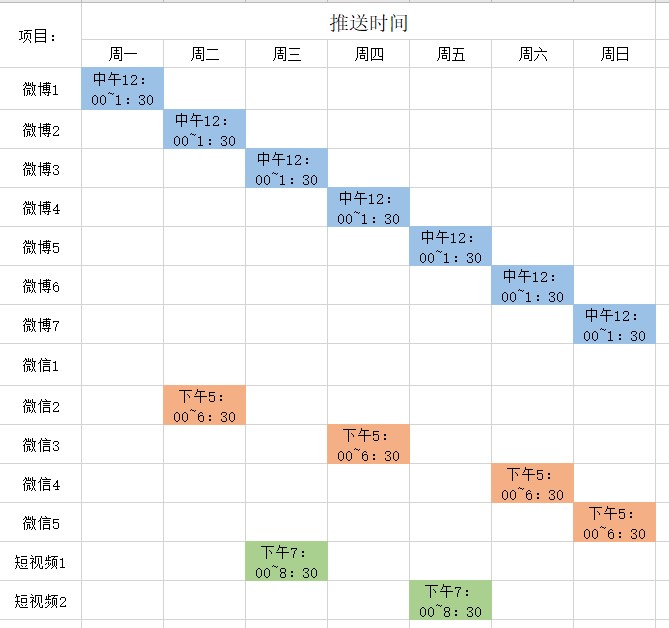 推送时间
项目：
周一 周二 周三 周四 周五 周六 周日
微博1
中午12：
00~1：30
微博2
中午12：
00~1：30
微博3
中午12：
00~1：30
微博4
中午12：
00~1：30
微博5
中午12：
00~1：30
微博6
中午12：
00~1：30
微博7
中午12：
00~1：30
微信1
微信2
下午5：
00~6：30
微信3
下午5：
00~6：30
微信4
下午5：
00~6：30
微信5
下午5：
00~6：30
短视频1
下午7：
00~8：30
短视频2
下午7：
00~8：30